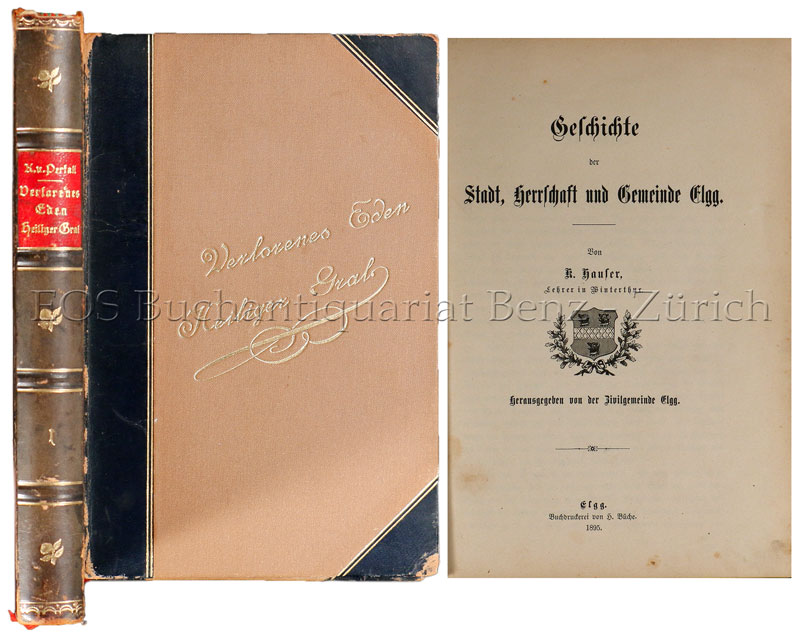 K. v. Perfall
Verlorenes
Eden
Heiliger Gral
1
Verlorenes Eden
Heiliger Gral
Geſchichte
der
Stadt, Herrſchaft und Gemeinde Elgg.
Von
K. Hauſer,
Lehrer in Winterthur.
Herausgegeben von der Zivilgemeinde Elgg.
Elgg.
Buchdruckerei von H. Büche.
1895.
EOS Buchantiquariat Benz, Zürich